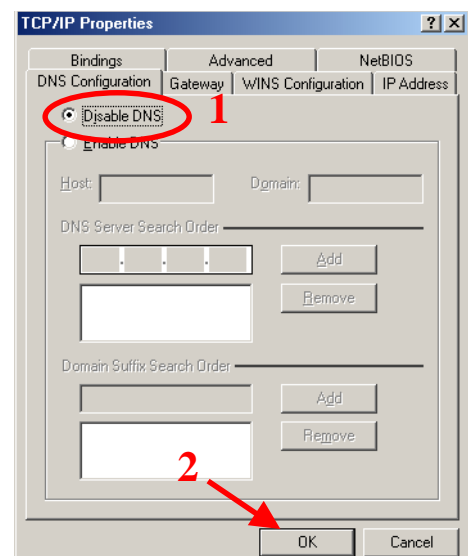 TCP/IP Properties ? ×
Bindings Advanced NetBIOS
DNS Configuration Gateway WINS Configuration IP Address
Disable DNS 1
Enable DNS
Host: Domain:
DNS Server Search Order
. . .
Add
Remove
Domain Suffix Search Order
Add
Remove
2
OK Cancel